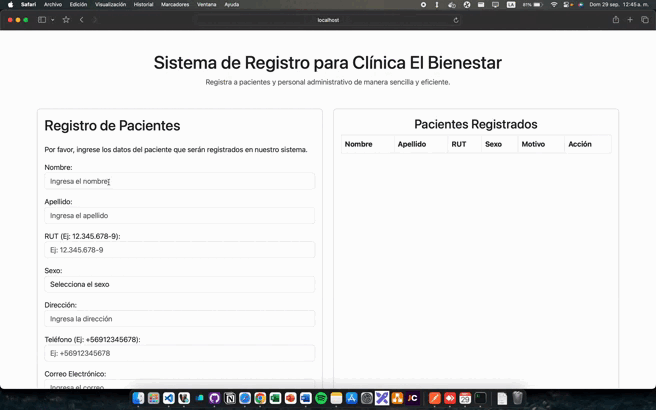 Safari Archivo Edición Visualización Historial Marcadores Ventana Ayuda
81% Dom 29 sep. 12:45a.m.
localhost
Sistema de Registro para Clínica El Bienestar
Registra a pacientes y personal administrativo de manera sencilla y eficiente.
Registro de Pacientes
Por favor, ingrese los datos del paciente que serán registrados en nuestro sistema.
Nombre:
Ingresa el nombre
Apellido:
Ingresa el apellido
RUT (Ej: 12.345.678-9):
Ej: 12.345.678-9
Sexo:
Selecciona el sexo
Dirección:
Ingresa la dirección
Teléfono (Ej: +56912345678):
Ej: +56912345678
Correo Electrónico:
Ingresa el correo
Pacientes Registrados
Nombre Apellido RUT Sexo Motivo Acción